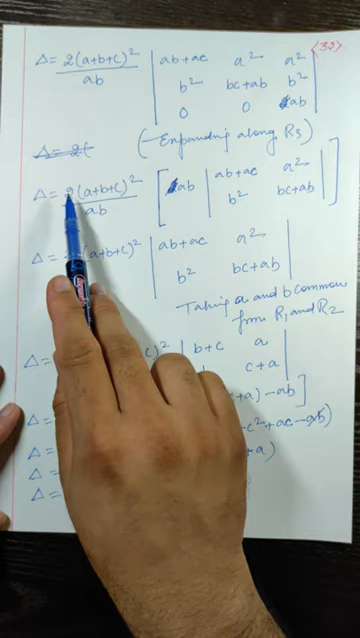 (33)
Δ = 2(a+b+c)² / ab | ab+ac a² a² |
| b² bc+ab b² |
| 0 0 ab |
Δ = 2(
(Expanding along R₃)
Δ = 2(a+b+c)² / ab [ ab | ab+ac a² |
| b² bc+ab | ]
Δ = (a+b+c)² | ab+ac a² |
| b² bc+ab |
Taking a and b common
from R₁ and R₂
Δ = c)² | b+c a |
c+a |
Δ = +a) -ab]
Δ = c²+ac-ab)
Δ = +a)
Δ =
Δ =